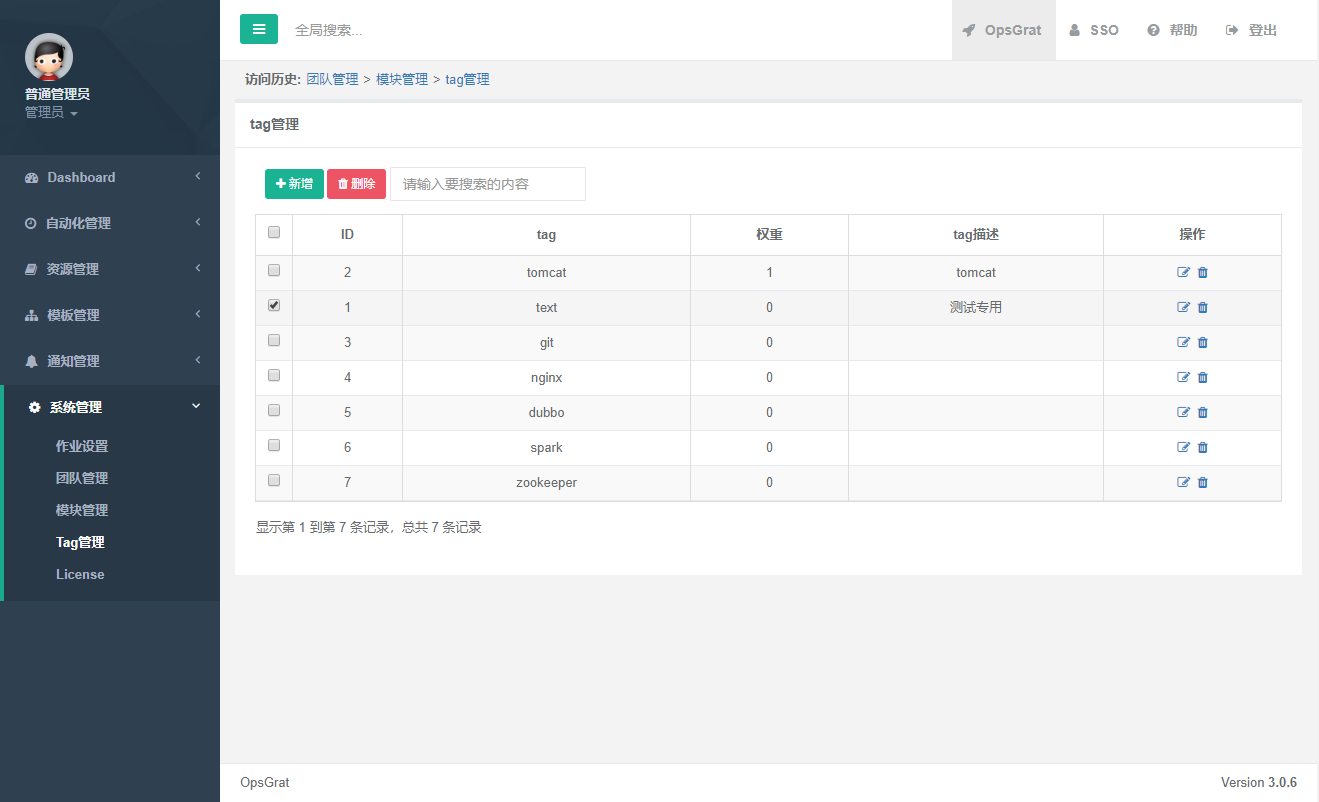 普通管理员
管理员
Dashboard
自动化管理
资源管理
模板管理
通知管理
系统管理
作业设置
团队管理
模块管理
Tag管理
License
全局搜索...
OpsGrat
SSO
帮助
登出
访问历史: 团队管理 > 模块管理 > tag管理
tag管理
新增 删除 请输入要搜索的内容
ID tag 权重 tag描述 操作
2 tomcat 1 tomcat
1 text 0 测试专用
3 git 0
4 nginx 0
5 dubbo 0
6 spark 0
7 zookeeper 0
显示第 1 到第 7 条记录，总共 7 条记录
OpsGrat
Version 3.0.6